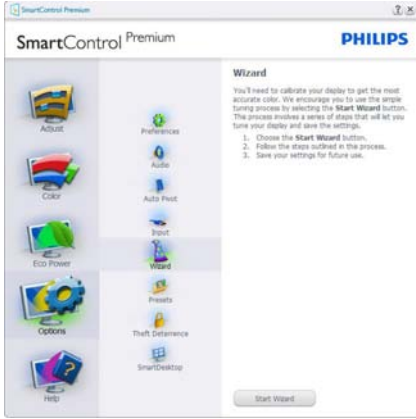 SmartControl Premium
? x
SmartControl Premium
PHILIPS
Adjust
Color
Eco Power
Options
Help
Preferences
Audio
Auto Pivot
Input
Wizard
Presets
Theft Deterrence
SmartDesktop
Wizard
You'll need to calibrate your display to get the most
accurate color. We encourage you to use the simple
tuning process by selecting the Start Wizard button.
This process involves a series of steps that will let you
tune your display and save the settings.
1. Choose the Start Wizard button.
2. Follow the steps outlined in the process.
3. Save your settings for future use.
Start Wizard